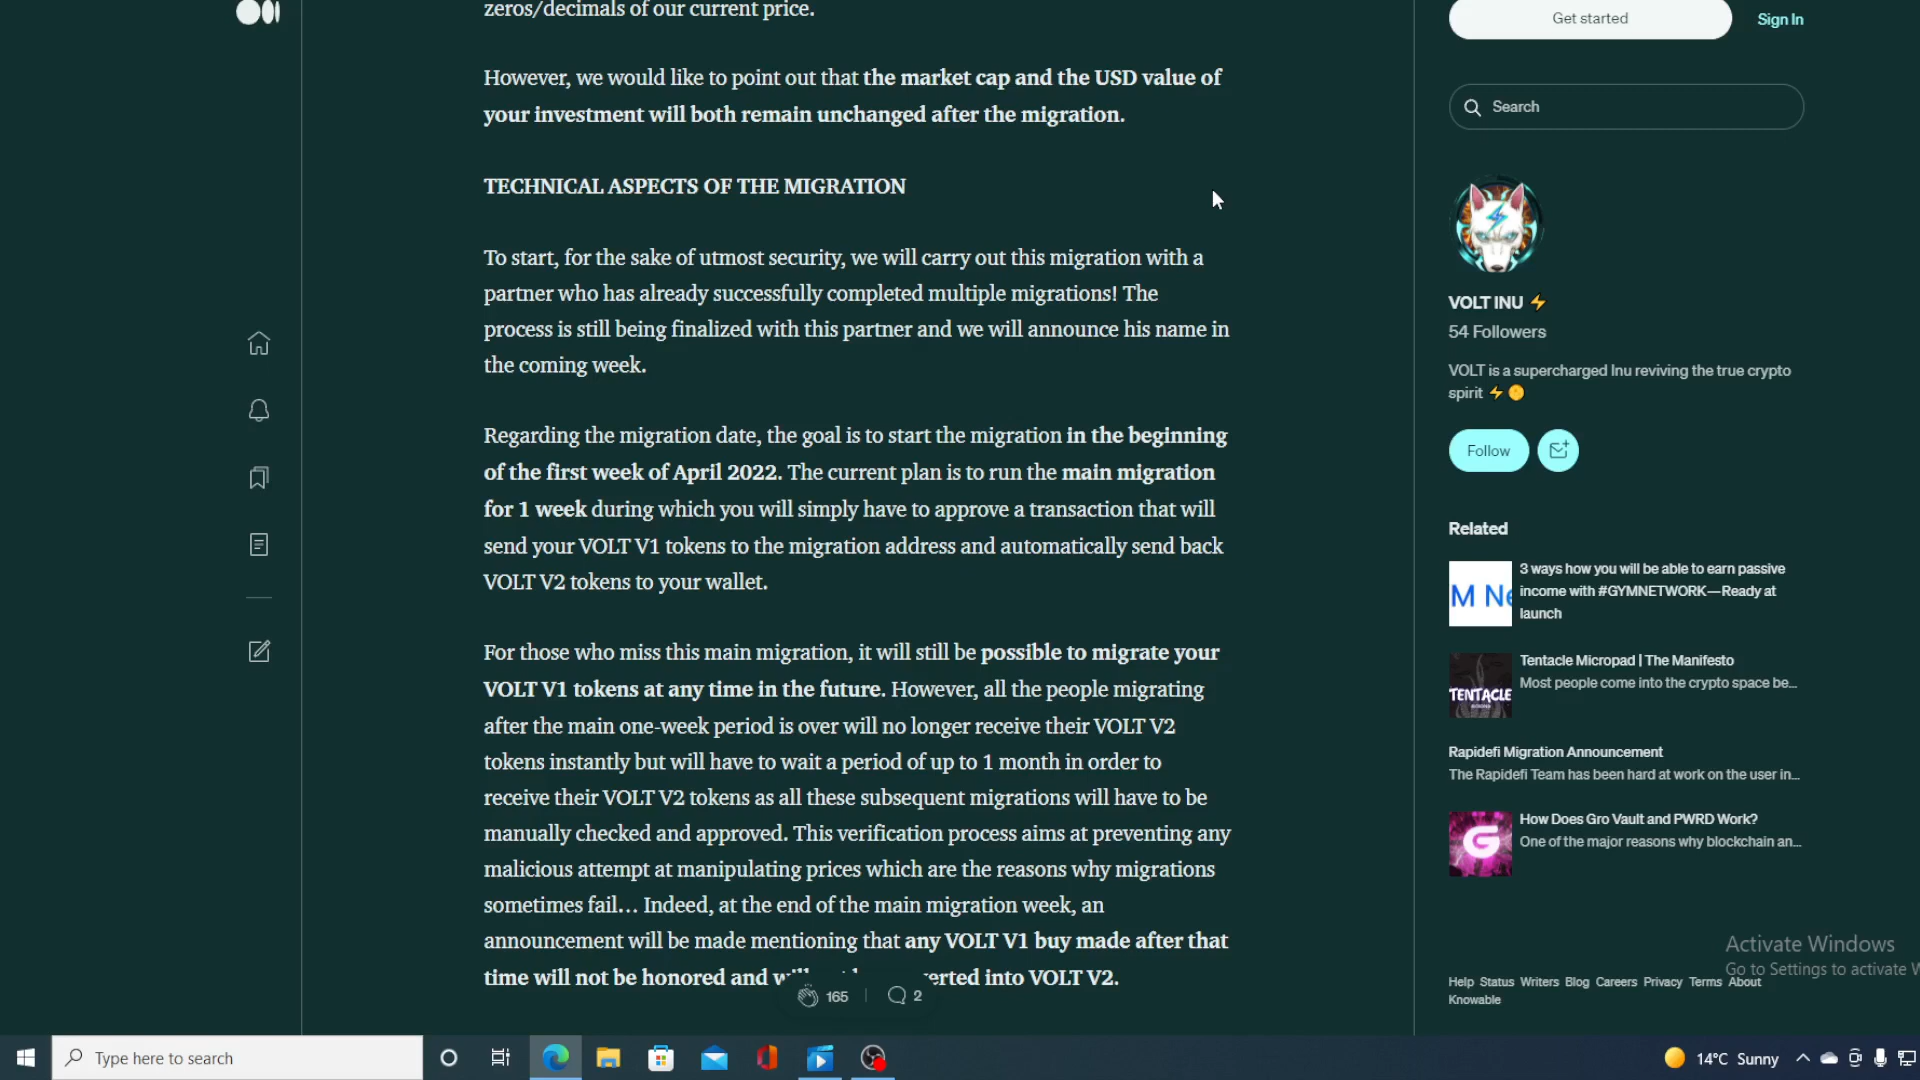 zeros/decimals of our current price.
However, we would like to point out that the market cap and the USD value of
your investment will both remain unchanged after the migration.
TECHNICAL ASPECTS OF THE MIGRATION
To start, for the sake of utmost security, we will carry out this migration with a
partner who has already successfully completed multiple migrations! The
process is still being finalized with this partner and we will announce his name in
the coming week.
Regarding the migration date, the goal is to start the migration in the beginning
of the first week of April 2022. The current plan is to run the main migration
for 1 week during which you will simply have to approve a transaction that will
send your VOLT V1 tokens to the migration address and automatically send back
VOLT V2 tokens to your wallet.
For those who miss this main migration, it will still be possible to migrate your
VOLT V1 tokens at any time in the future. However, all the people migrating
after the main one-week period is over will no longer receive their VOLT V2
tokens instantly but will have to wait a period of up to 1 month in order to
receive their VOLT V2 tokens as all these subsequent migrations will have to be
manually checked and approved. This verification process aims at preventing any
malicious attempt at manipulating prices which are the reasons why migrations
sometimes fail… Indeed, at the end of the main migration week, an
announcement will be made mentioning that any VOLT V1 buy made after that
time will not be honored and into VOLT V2.
165 2
Get started Sign In
Search
VOLT INU ⚡
54 Followers
VOLT is a supercharged Inu reviving the true crypto
spirit ⚡
Follow
Related
M Ne
3 ways how you will be able to earn passive
income with #GYMNETWORK—Ready at
launch
TENTACLE
Tentacle Micropad | The Manifesto
Most people come into the crypto space be...
Rapidefi Migration Announcement
The Rapidefi Team has been hard at work on the user in...
G
How Does Gro Vault and PWRD Work?
One of the major reasons why blockchain an...
Activate Windows
Go to Settings to activate W
Help Status Writers Blog Careers Privacy Terms About
Knowable
Type here to search
14°C Sunny